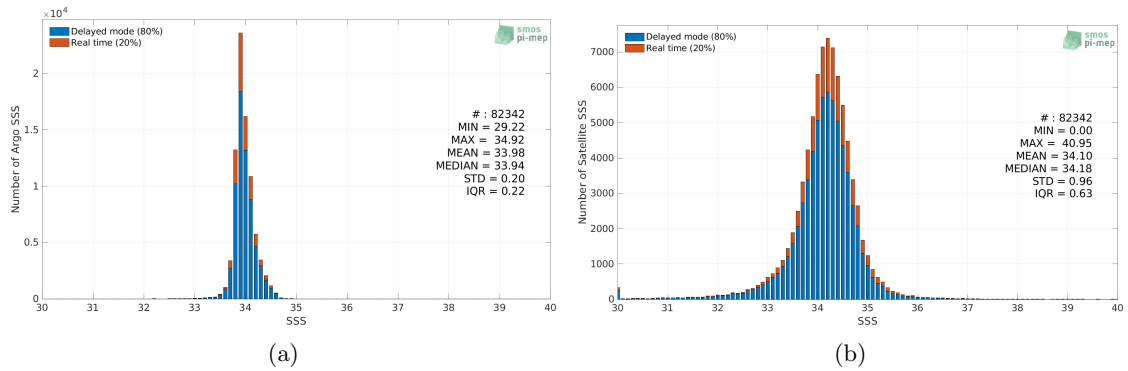 ×10⁴
Delayed mode (80%)
Real time (20%)
smos
pi-mep
2
1.5
1
0.5
0
Number of Argo SSS
# : 82342
MIN = 29.22
MAX = 34.92
MEAN = 33.98
MEDIAN = 33.94
STD = 0.20
IQR = 0.22
30 31 32 33 34 35 36 37 38 39 40
SSS
(a)
Delayed mode (80%)
Real time (20%)
smos
pi-mep
7000
6000
5000
4000
3000
2000
1000
0
Number of Satellite SSS
# : 82342
MIN = 0.00
MAX = 40.95
MEAN = 34.10
MEDIAN = 34.18
STD = 0.96
IQR = 0.63
30 31 32 33 34 35 36 37 38 39 40
SSS
(b)